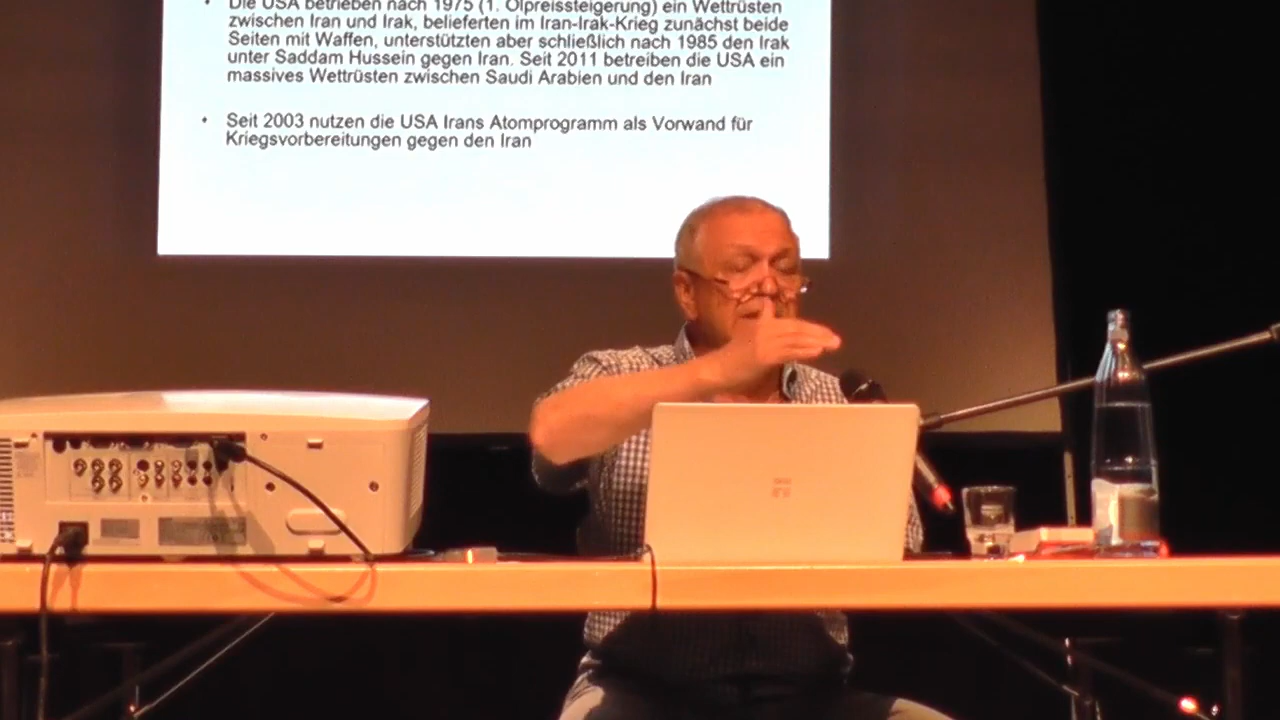 • Die USA betrieben nach 1975 (1. Ölpreissteigerung) ein Wettrüsten
zwischen Iran und Irak, belieferten im Iran-Irak-Krieg zunächst beide
Seiten mit Waffen, unterstützten aber schließlich nach 1985 den Irak
unter Saddam Hussein gegen Iran. Seit 2011 betreiben die USA ein
massives Wettrüsten zwischen Saudi Arabien und den Iran
• Seit 2003 nutzen die USA Irans Atomprogramm als Vorwand für
Kriegsvorbereitungen gegen den Iran